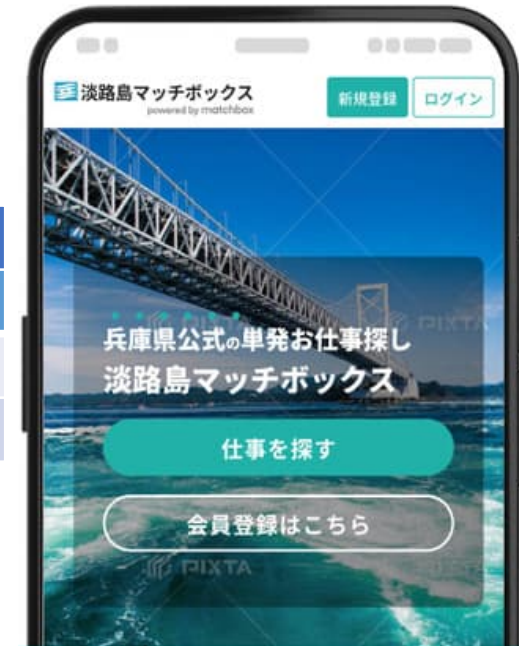 淡路島マッチボックス
powered by matchbox
新規登録
ログイン
兵庫県公式の単発お仕事探し
淡路島マッチボックス
仕事を探す
会員登録はこちら
PIXTA
PIXTA
PIXTA